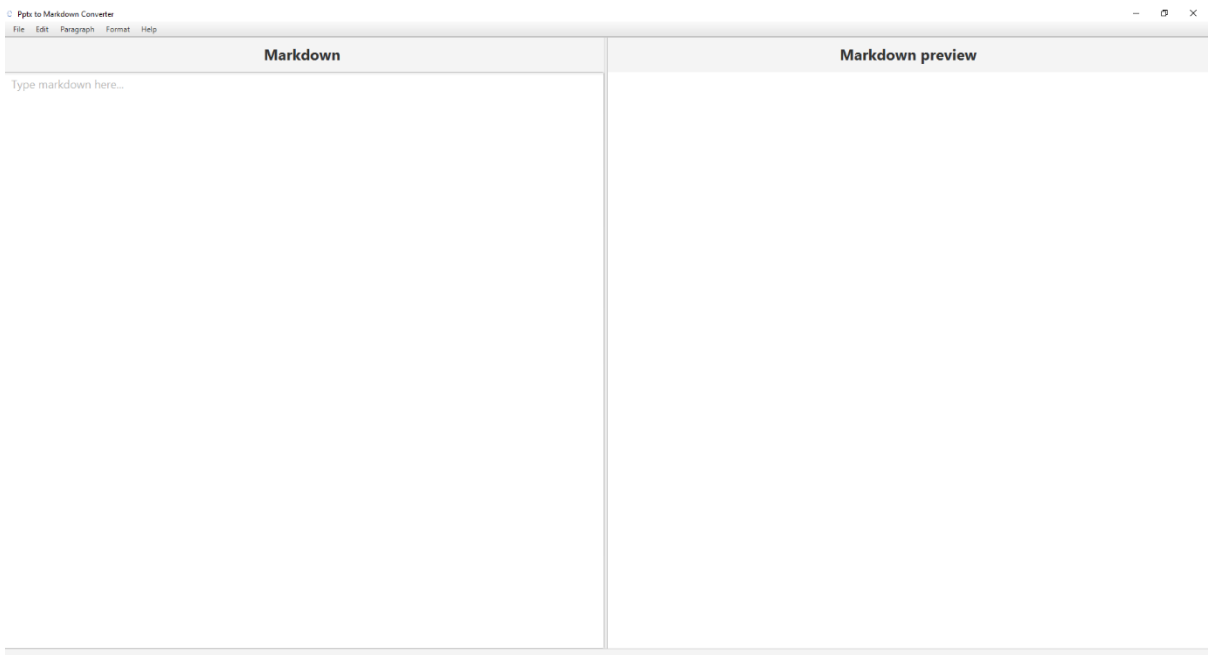 Pptx to Markdown Converter
File Edit Paragraph Format Help
Markdown
Markdown preview
Type markdown here...